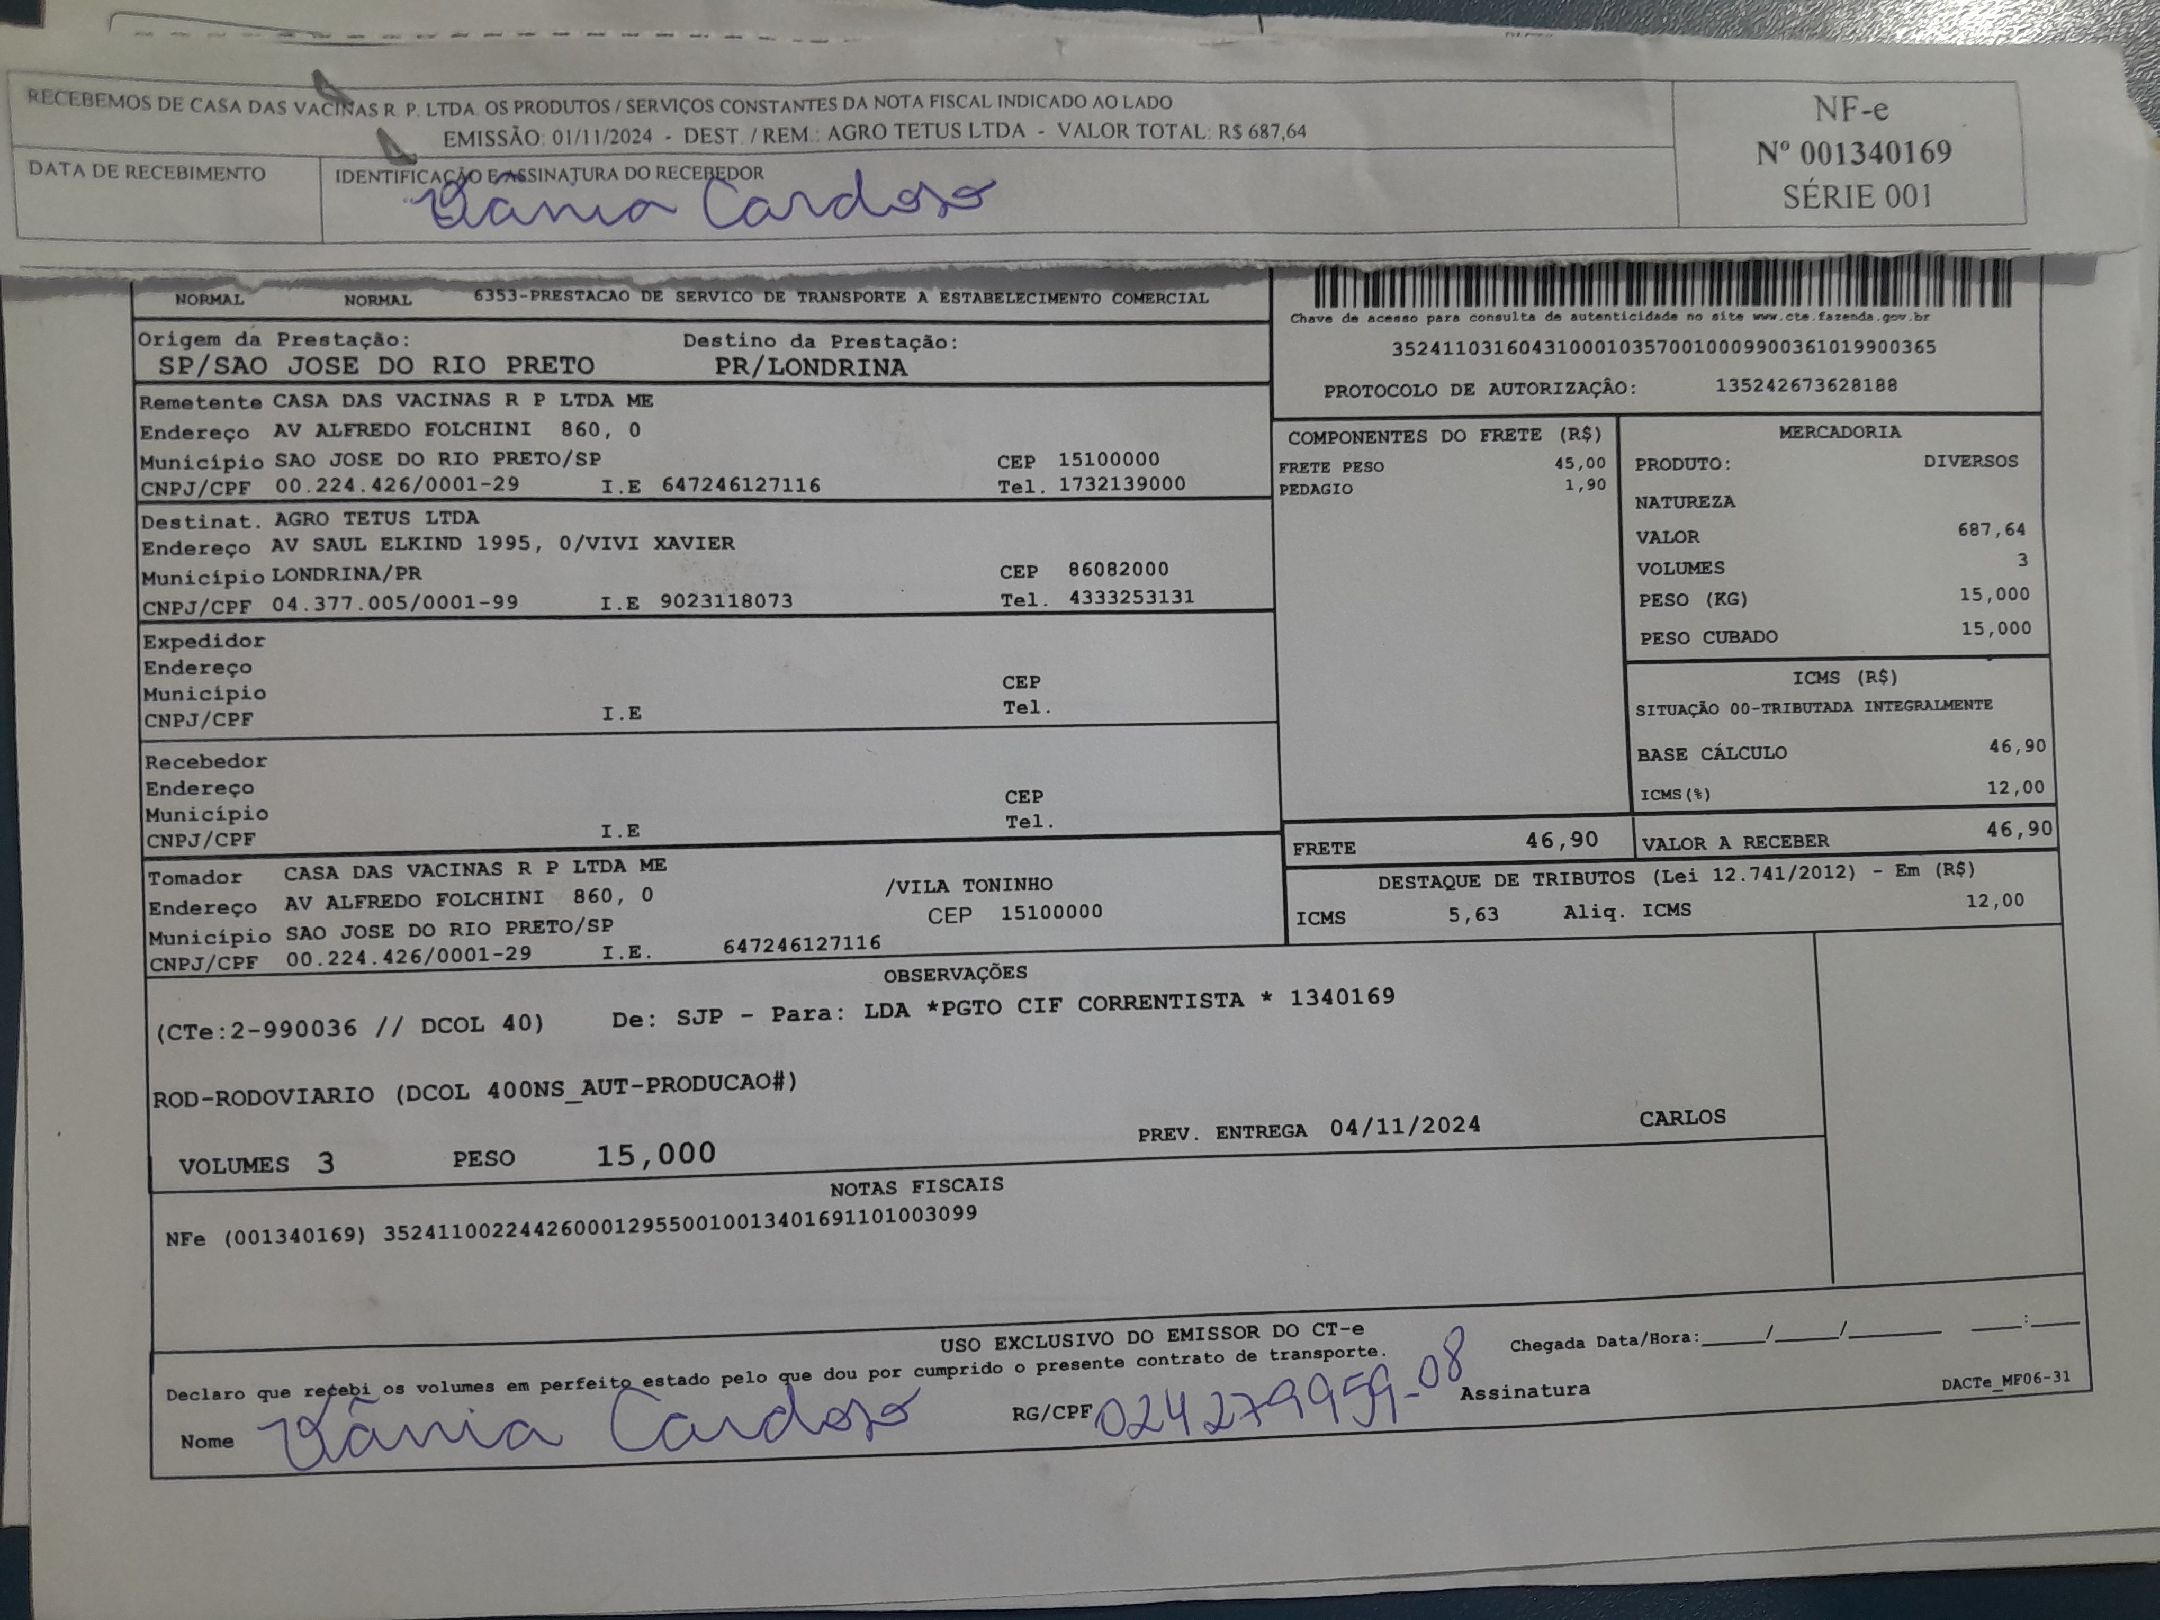 RECEBEMOS DE CASA DAS VACINAS R. P. LTDA. OS PRODUTOS / SERVIÇOS CONSTANTES DA NOTA FISCAL INDICADO AO LADO
EMISSÃO: 01/11/2024 - DEST. / REM.: AGRO TETUS LTDA - VALOR TOTAL: R$ 687,64
DATA DE RECEBIMENTO
IDENTIFICAÇÃO E ASSINATURA DO RECEBEDOR
Vânia Cardoso
NF-e
Nº 001340169
SÉRIE 001
NORMAL NORMAL 6353-PRESTACAO DE SERVICO DE TRANSPORTE A ESTABELECIMENTO COMERCIAL
Origem da Prestação: Destino da Prestação:
SP/SAO JOSE DO RIO PRETO PR/LONDRINA
Chave de acesso para consulta de autenticidade no site www.cte.fazenda.gov.br
35241103160431000103570010009900361019900365
PROTOCOLO DE AUTORIZAÇÂO: 135242673628188
Remetente CASA DAS VACINAS R P LTDA ME
Endereço AV ALFREDO FOLCHINI 860, 0
Município SAO JOSE DO RIO PRETO/SP CEP 15100000
CNPJ/CPF 00.224.426/0001-29 I.E 647246127116 Tel. 1732139000
Destinat. AGRO TETUS LTDA
Endereço AV SAUL ELKIND 1995, 0/VIVI XAVIER
Município LONDRINA/PR CEP 86082000
CNPJ/CPF 04.377.005/0001-99 I.E 9023118073 Tel. 4333253131
Expedidor
Endereço
Município CEP
CNPJ/CPF I.E Tel.
Recebedor
Endereço
Município CEP
CNPJ/CPF I.E Tel.
Tomador CASA DAS VACINAS R P LTDA ME
Endereço AV ALFREDO FOLCHINI 860, 0 /VILA TONINHO
Município SAO JOSE DO RIO PRETO/SP CEP 15100000
CNPJ/CPF 00.224.426/0001-29 I.E. 647246127116
COMPONENTES DO FRETE (R$)
FRETE PESO 45,00
PEDAGIO 1,90
MERCADORIA
PRODUTO: DIVERSOS
NATUREZA
VALOR 687,64
VOLUMES 3
PESO (KG) 15,000
PESO CUBADO 15,000
ICMS (R$)
SITUAÇÃO 00-TRIBUTADA INTEGRALMENTE
BASE CÁLCULO 46,90
ICMS(%) 12,00
FRETE 46,90 VALOR A RECEBER 46,90
DESTAQUE DE TRIBUTOS (Lei 12.741/2012) - Em (R$)
ICMS 5,63 Aliq. ICMS 12,00
OBSERVAÇÕES
(CTe:2-990036 // DCOL 40) De: SJP - Para: LDA *PGTO CIF CORRENTISTA * 1340169
ROD-RODOVIARIO (DCOL 400NS_AUT-PRODUCAO#)
VOLUMES 3 PESO 15,000 PREV. ENTREGA 04/11/2024 CARLOS
NOTAS FISCAIS
NFe (001340169) 35241100224426000129550010013401691101003099
USO EXCLUSIVO DO EMISSOR DO CT-e
Declaro que recebi os volumes em perfeito estado pelo que dou por cumprido o presente contrato de transporte.
Chegada Data/Hora:_____/_____/_______ ____:____
Nome Vânia Cardoso RG/CPF 024279959-08 Assinatura
DACTe_MF06-31